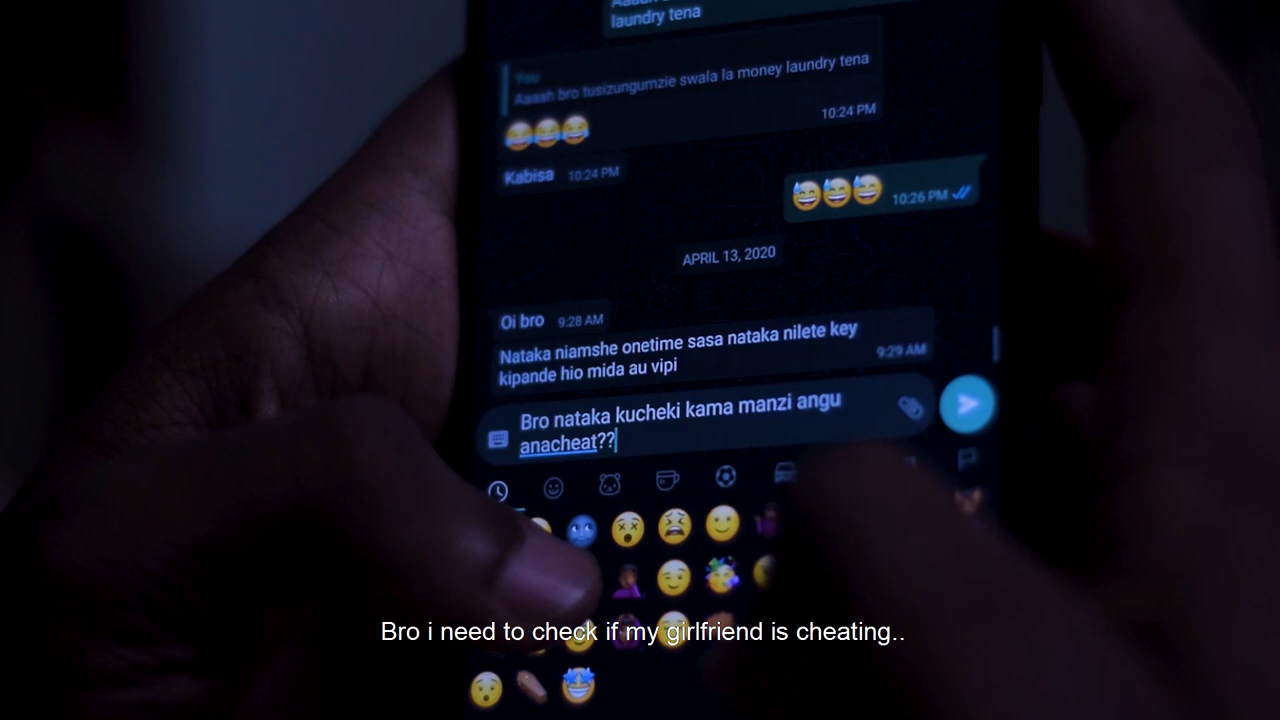 laundry tena
You
Aaaah bro tusizungumzie swala la money laundry tena
10:24 PM
Kabisa 10:24 PM
10:26 PM
APRIL 13, 2020
Oi bro 9:28 AM
Nataka niamshe onetime sasa nataka nilete key
kipande hio mida au vipi 9:29 AM
Bro nataka kucheki kama manzi angu
anacheat??
Bro i need to check if my girlfriend is cheating..